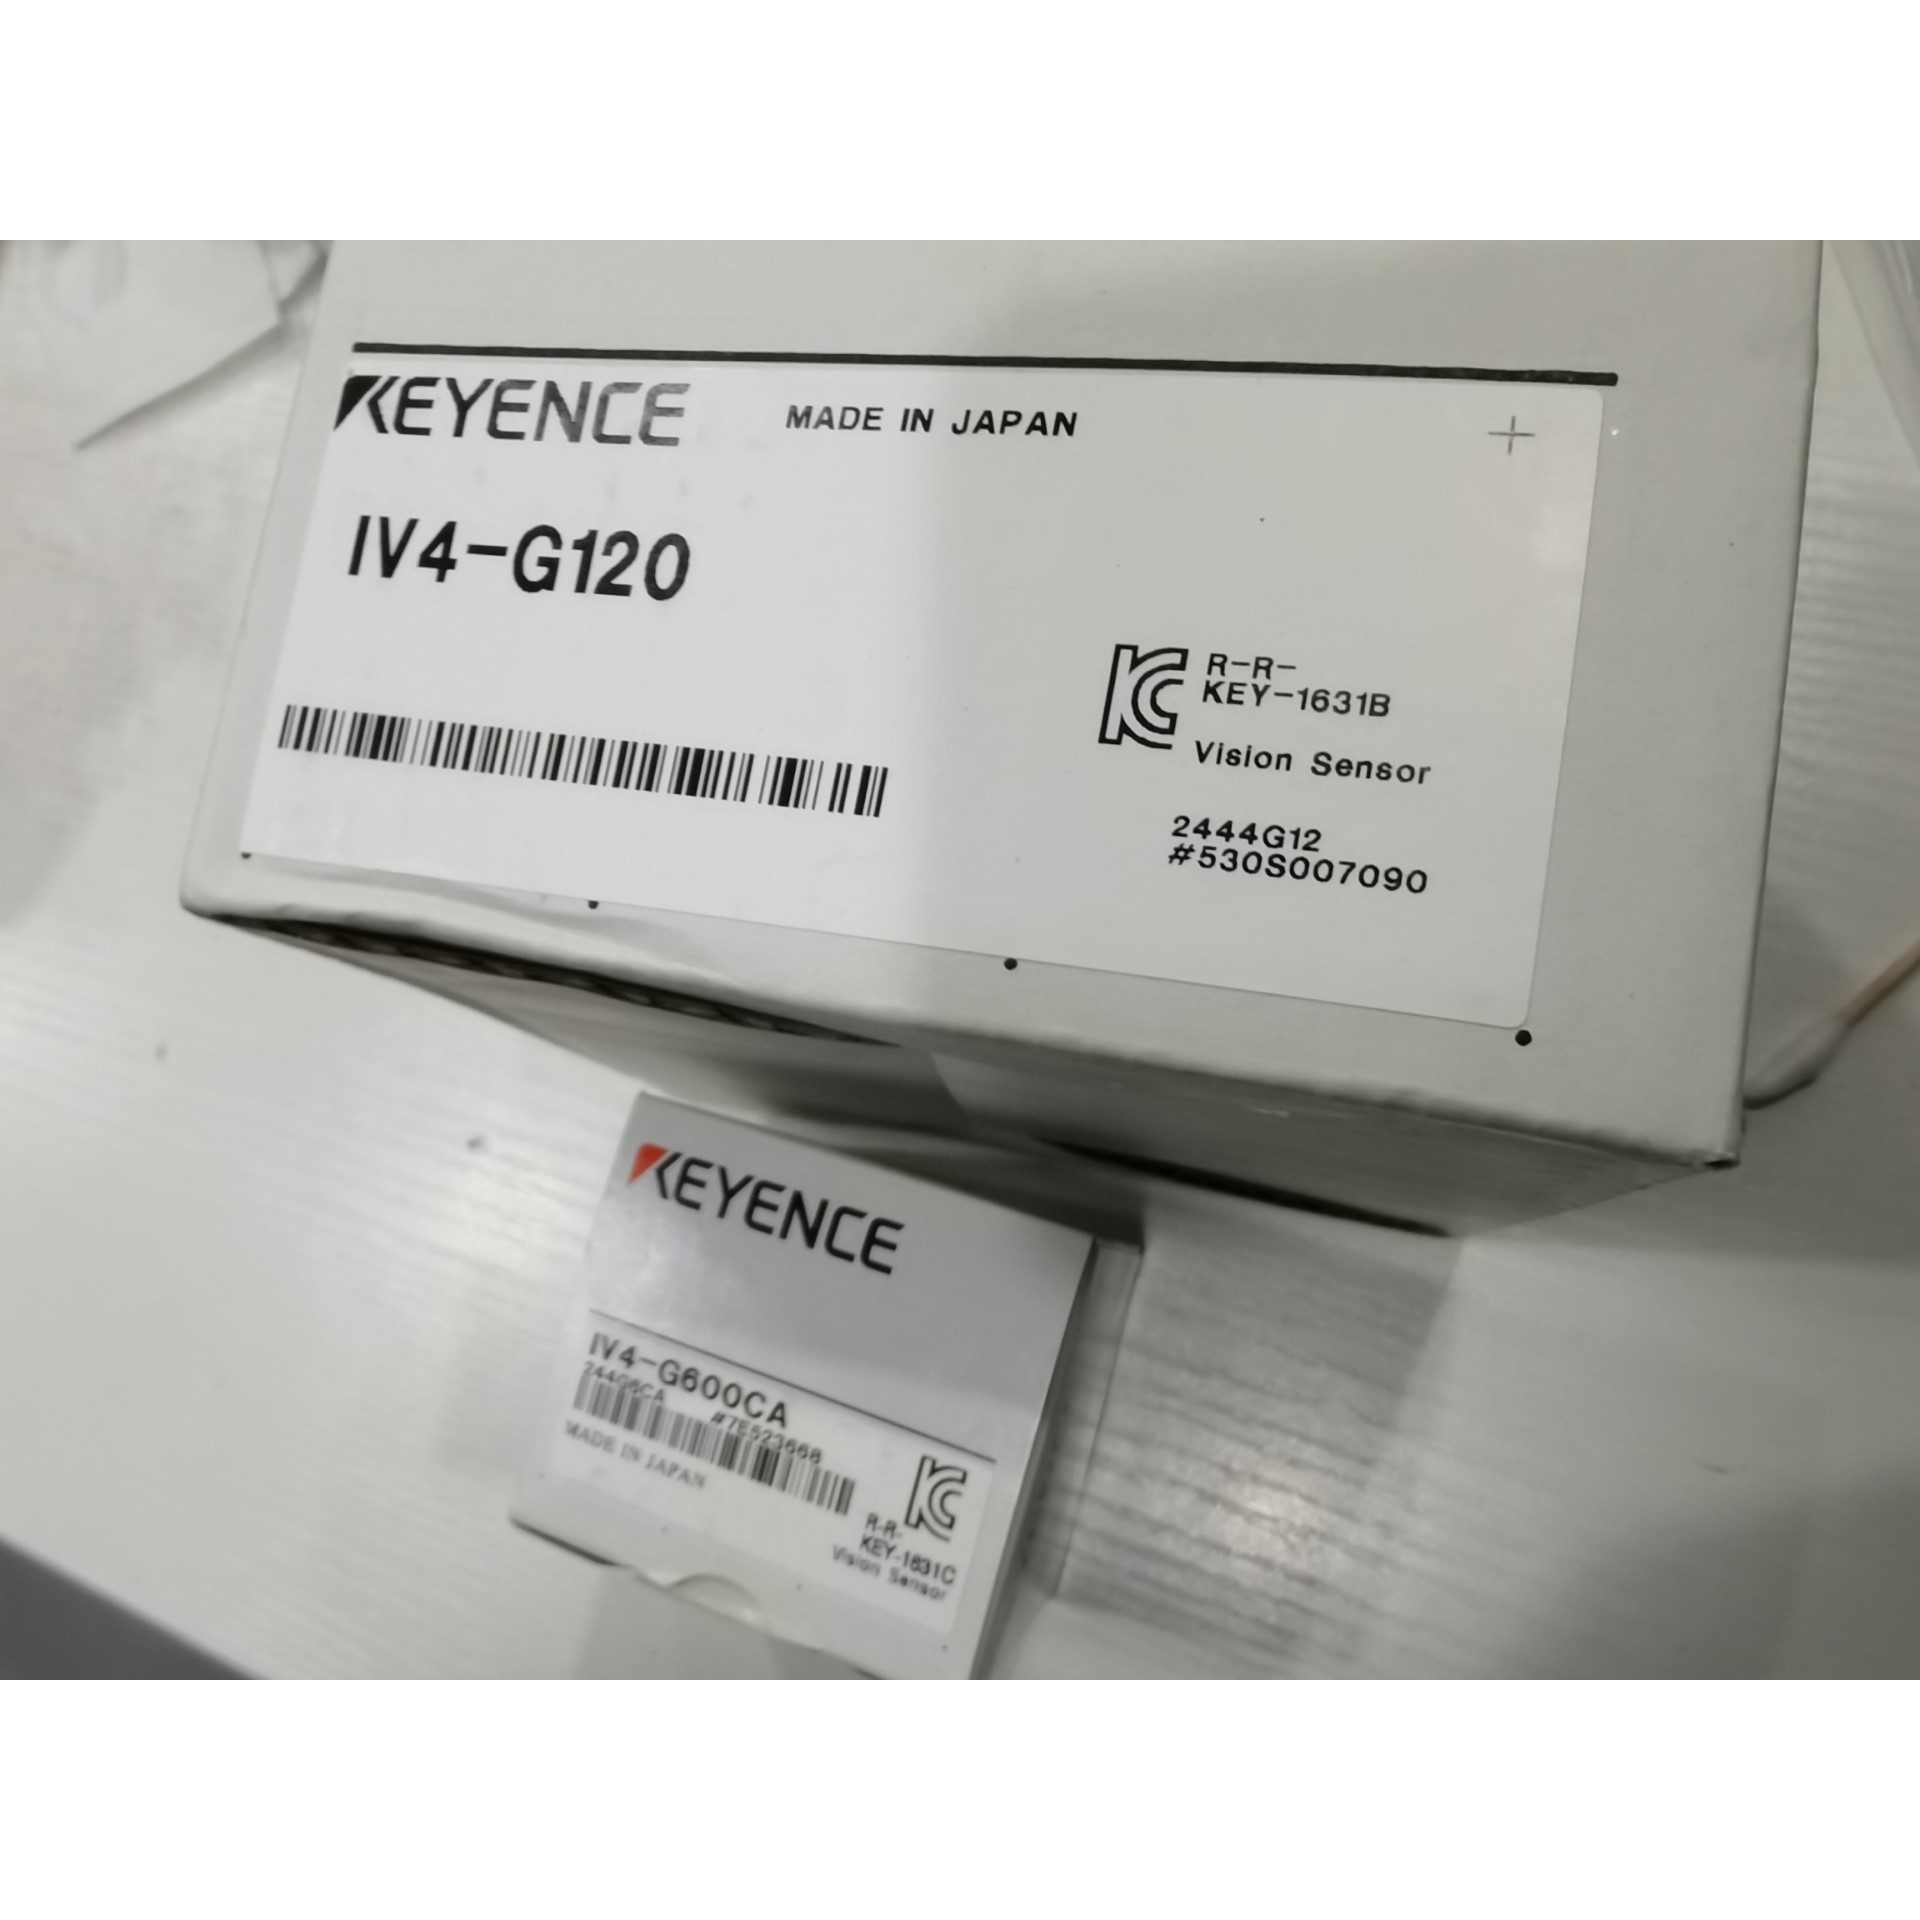 KEYENCE MADE IN JAPAN
IV4-G120
R-R-
KEY-1631B
Vision Sensor
2444G12
#530S007090
KEYENCE
IV4-G600CA
#7E523668
MADE IN JAPAN
R-R-
KEY-1631C
Vision Sensor